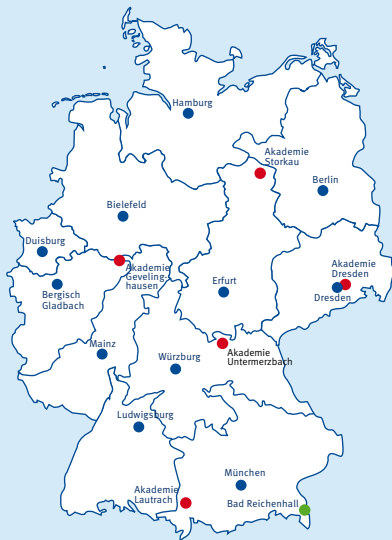 Hamburg
Akademie
Storkau
Berlin
Bielefeld
Duisburg
Akademie
Geveling-
hausen
Akademie
Dresden
Bergisch
Gladbach
Erfurt
Dresden
Mainz
Würzburg
Akademie
Untermerzbach
Ludwigsburg
München
Akademie
Lautrach
Bad Reichenhall